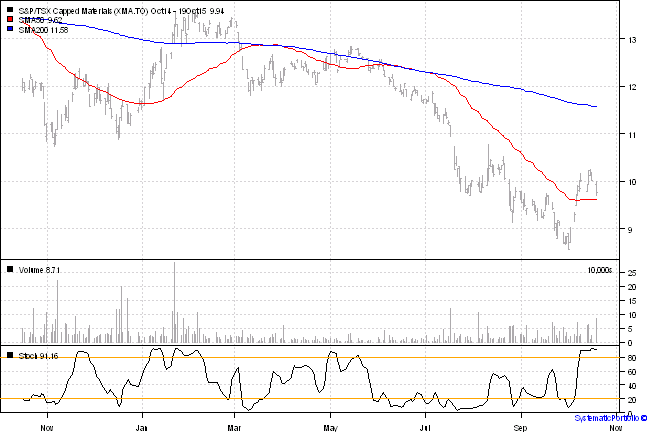 S&P/TSX Capped Materials (XMA.TO) Oct14 - 19Oct15 9.94
SMA50 9.62
SMA200 11.58
13
12
11
10
9
Volume 8.71
10,000s
25
20
15
10
5
0
Stoch 91.16
80
60
40
20
0
Nov
Jan
Mar
May
Jul
Sep
Nov
SystematicPortfolio ©